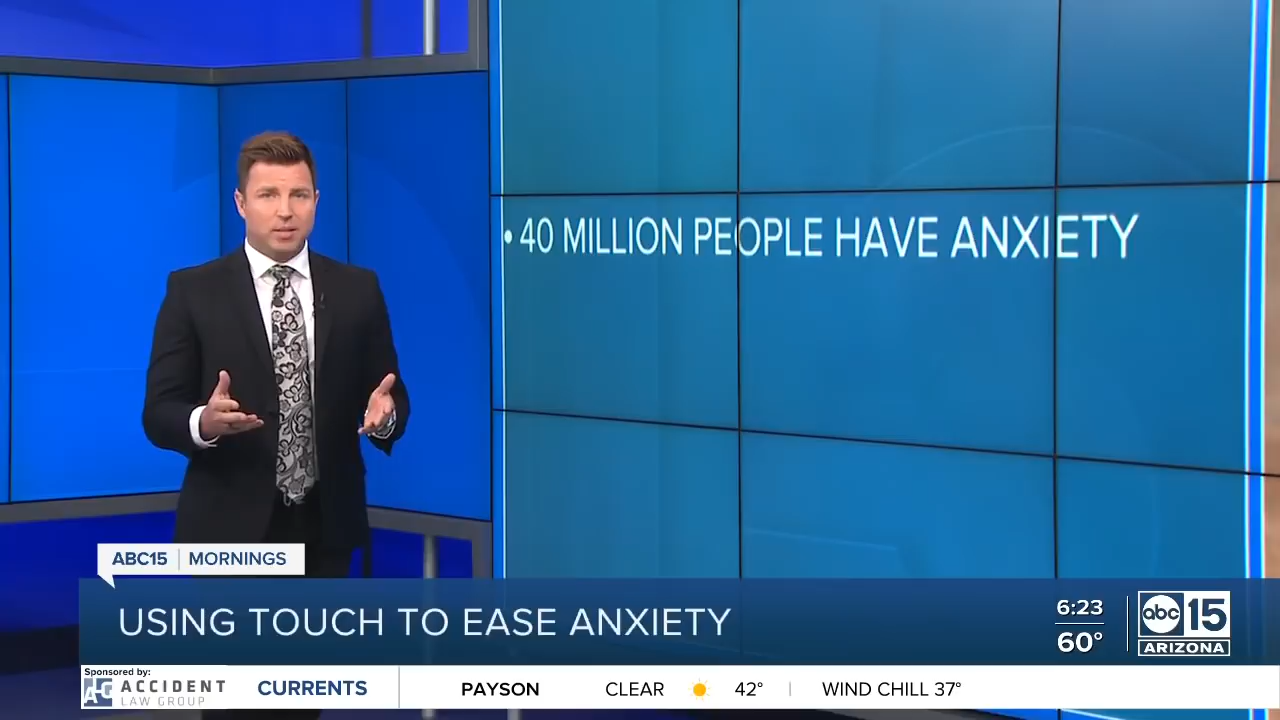 • 40 MILLION PEOPLE HAVE ANXIETY
ABC15 | MORNINGS
USING TOUCH TO EASE ANXIETY
6:23
60°
abc 15
ARIZONA
Sponsored by:
AG ACCIDENT
LAW GROUP
CURRENTS
PAYSON CLEAR 42° | WIND CHILL 37°